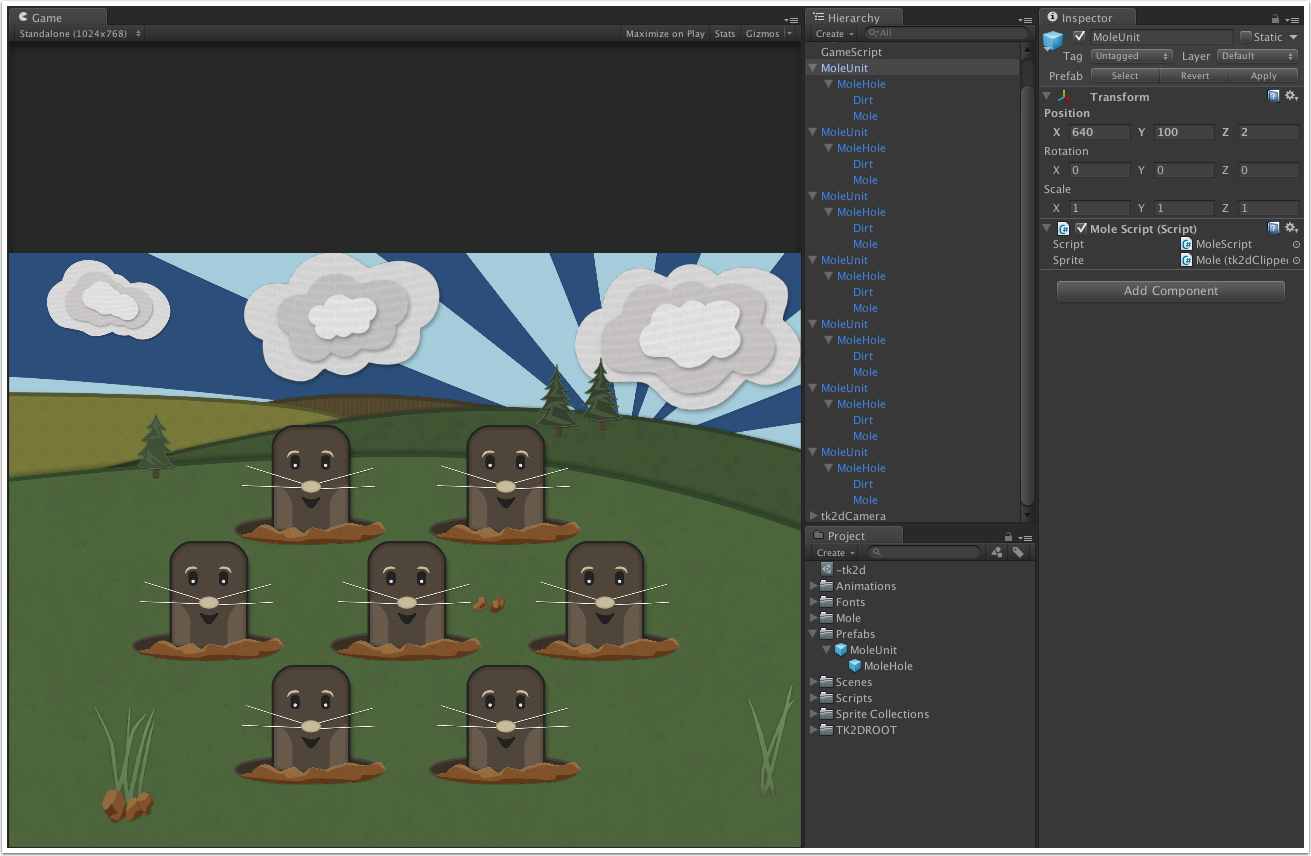 Game
Standalone (1024x768)
Maximize on Play Stats Gizmos
Hierarchy
Create All
GameScript
MoleUnit
MoleHole
Dirt
Mole
MoleUnit
MoleHole
Dirt
Mole
MoleUnit
MoleHole
Dirt
Mole
MoleUnit
MoleHole
Dirt
Mole
MoleUnit
MoleHole
Dirt
Mole
MoleUnit
MoleHole
Dirt
Mole
MoleUnit
MoleHole
Dirt
Mole
tk2dCamera
Project
Create
-tk2d
Animations
Fonts
Mole
Prefabs
MoleUnit
MoleHole
Scenes
Scripts
Sprite Collections
TK2DROOT
Inspector
MoleUnit Static
Tag Untagged Layer Default
Prefab Select Revert Apply
Transform
Position
X 640 Y 100 Z 2
Rotation
X 0 Y 0 Z 0
Scale
X 1 Y 1 Z 1
C# Mole Script (Script)
Script C# MoleScript
Sprite C# Mole (tk2dClippe
Add Component